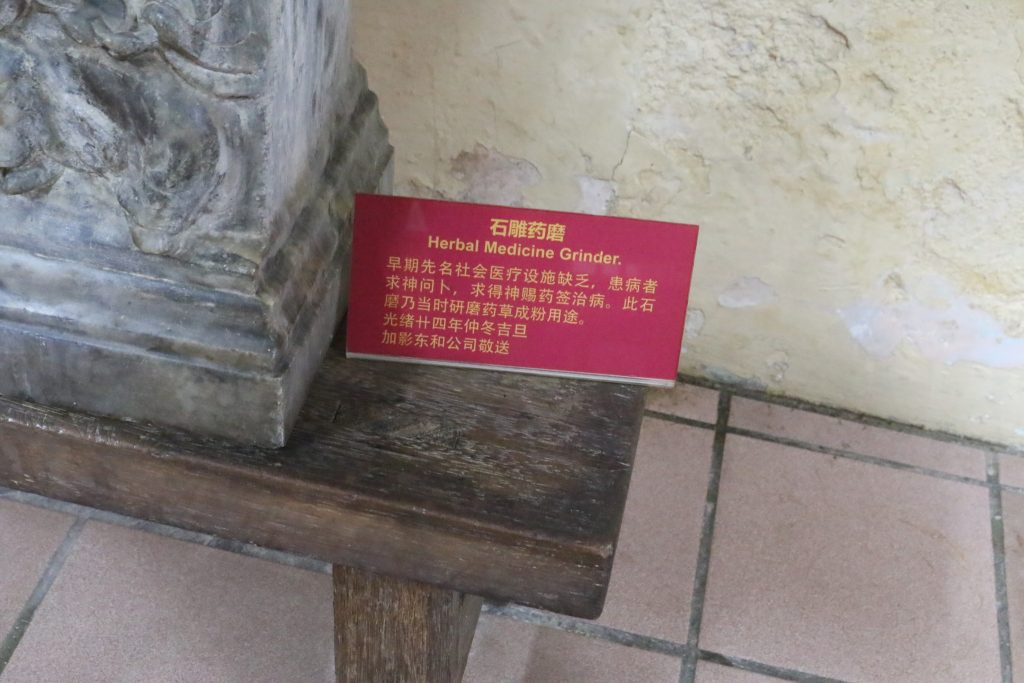 石雕药磨
Herbal Medicine Grinder.
早期先名社会医疗设施缺乏，患病者
求神问卜，求得神赐药签治病。此石
磨乃当时研磨药草成粉用途。
光绪廿四年仲冬吉旦
加影东和公司敬送